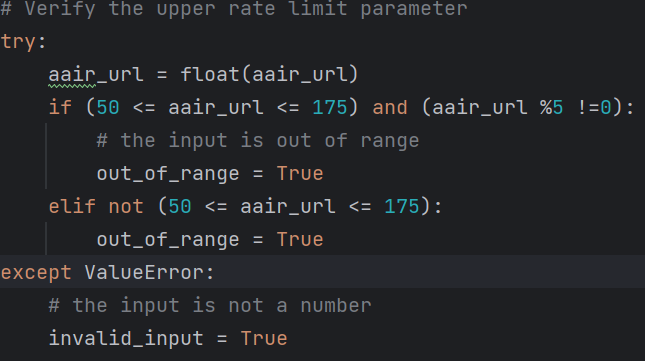 # Verify the upper rate limit parameter
try:
    aair_url = float(aair_url)
    if (50 <= aair_url <= 175) and (aair_url %5 !=0):
        # the input is out of range
        out_of_range = True
    elif not (50 <= aair_url <= 175):
        out_of_range = True
except ValueError:
    # the input is not a number
    invalid_input = True